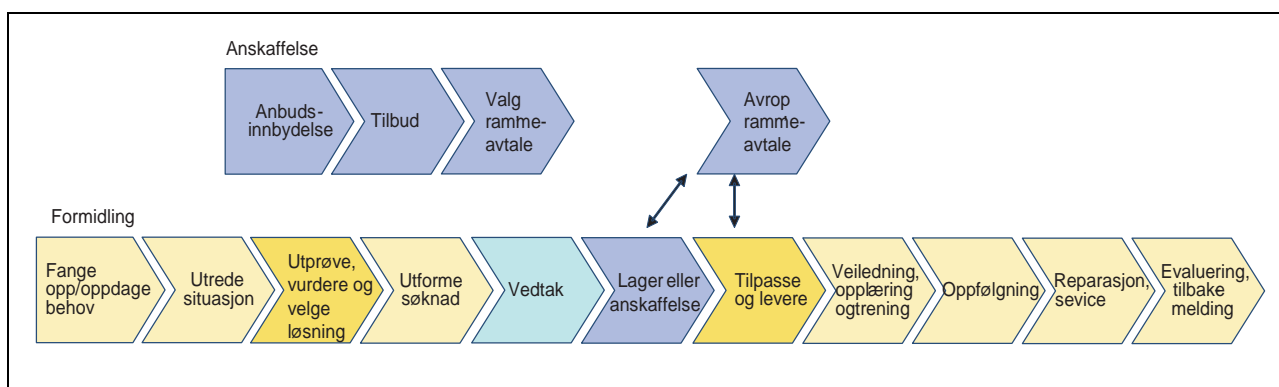 Anskaffelse
Anbuds-
innbydelse
Tilbud
Valg
ramme-
avtale
Avrop
ramme-
avtale
Formidling
Fange
opp/oppdage
behov
Utrede
situasjon
Utprøve,
vurdere og
velge
løsning
Utforme
søknad
Vedtak
Lager eller
anskaffelse
Tilpasse
og levere
Veiledning,
opplæring
ogtrening
Oppfølgning
Reparasjon,
sevice
Evaluering,
tilbake
melding